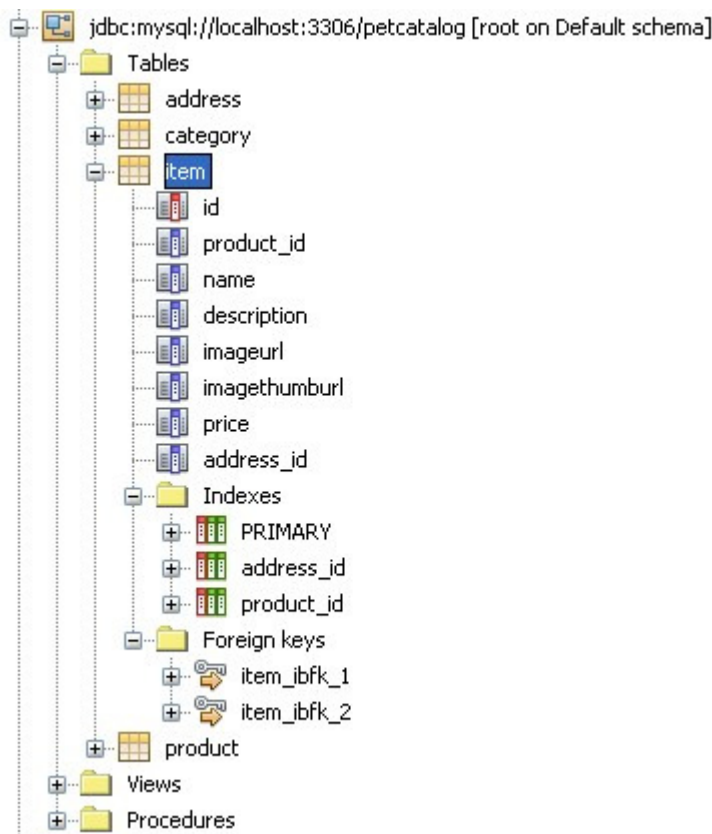 jdbc:mysql://localhost:3306/petcatalog [root on Default schema]
Tables
address
category
item
id
product_id
name
description
imageurl
imagethumburl
price
address_id
Indexes
PRIMARY
address_id
product_id
Foreign keys
item_ibfk_1
item_ibfk_2
product
Views
Procedures